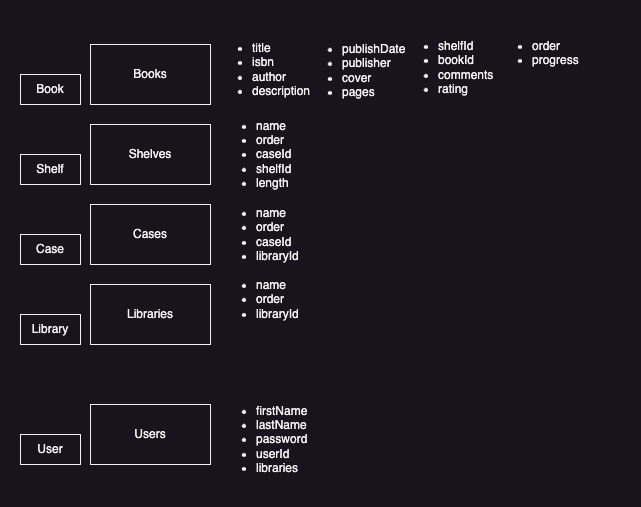 Book
Books
title
isbn
author
description
publishDate
publisher
cover
pages
shelfId
bookId
comments
rating
order
progress
Shelf
Shelves
name
order
caseId
shelfId
length
Case
Cases
name
order
caseId
libraryId
Library
Libraries
name
order
libraryId
User
Users
firstName
lastName
password
userId
libraries